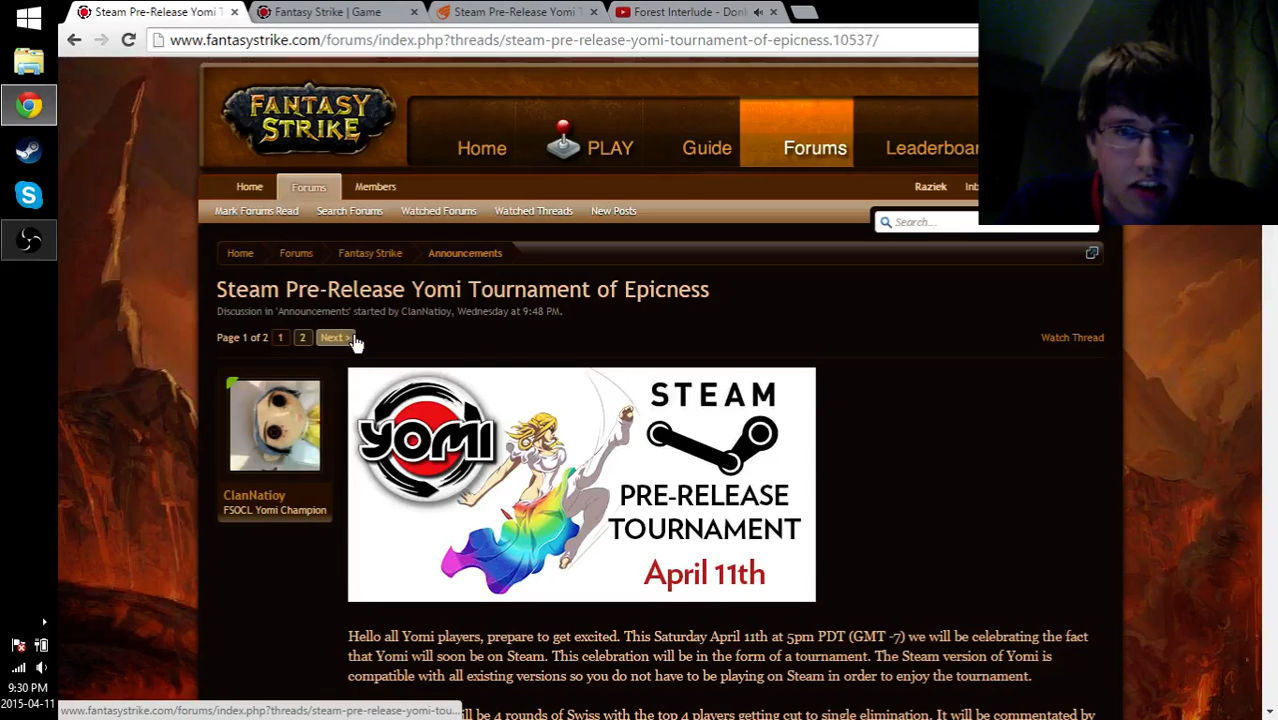 Steam Pre-Release Yomi T
Fantasy Strike | Game
Steam Pre-Release Yomi T
Forest Interlude - Don
www.fantasystrike.com/forums/index.php?threads/steam-pre-release-yomi-tournament-of-epicness.10537/
FANTASY
STRIKE
Home
PLAY
Guide
Forums
Leaderboar
Home
Forums
Members
Raziek
Inb
Mark Forums Read
Search Forums
Watched Forums
Watched Threads
New Posts
Search...
Home
Forums
Fantasy Strike
Announcements
Steam Pre-Release Yomi Tournament of Epicness
Discussion in 'Announcements' started by ClanNatioy, Wednesday at 9:48 PM.
Page 1 of 2
1
2
Next >
Watch Thread
YOMI
STEAM
PRE-RELEASE
TOURNAMENT
April 11th
ClanNatioy
FSOCL Yomi Champion
Hello all Yomi players, prepare to get excited. This Saturday April 11th at 5pm PDT (GMT -7) we will be celebrating the fact
that Yomi will soon be on Steam. This celebration will be in the form of a tournament. The Steam version of Yomi is
compatible with all existing versions so you do not have to be playing on Steam in order to enjoy the tournament.
ll be 4 rounds of Swiss with the top 4 players getting cut to single elimination. It will be commentated by
9:30 PM
2015-04-11
www.fantasystrike.com/forums/index.php?threads/steam-pre-release-yomi-tou...